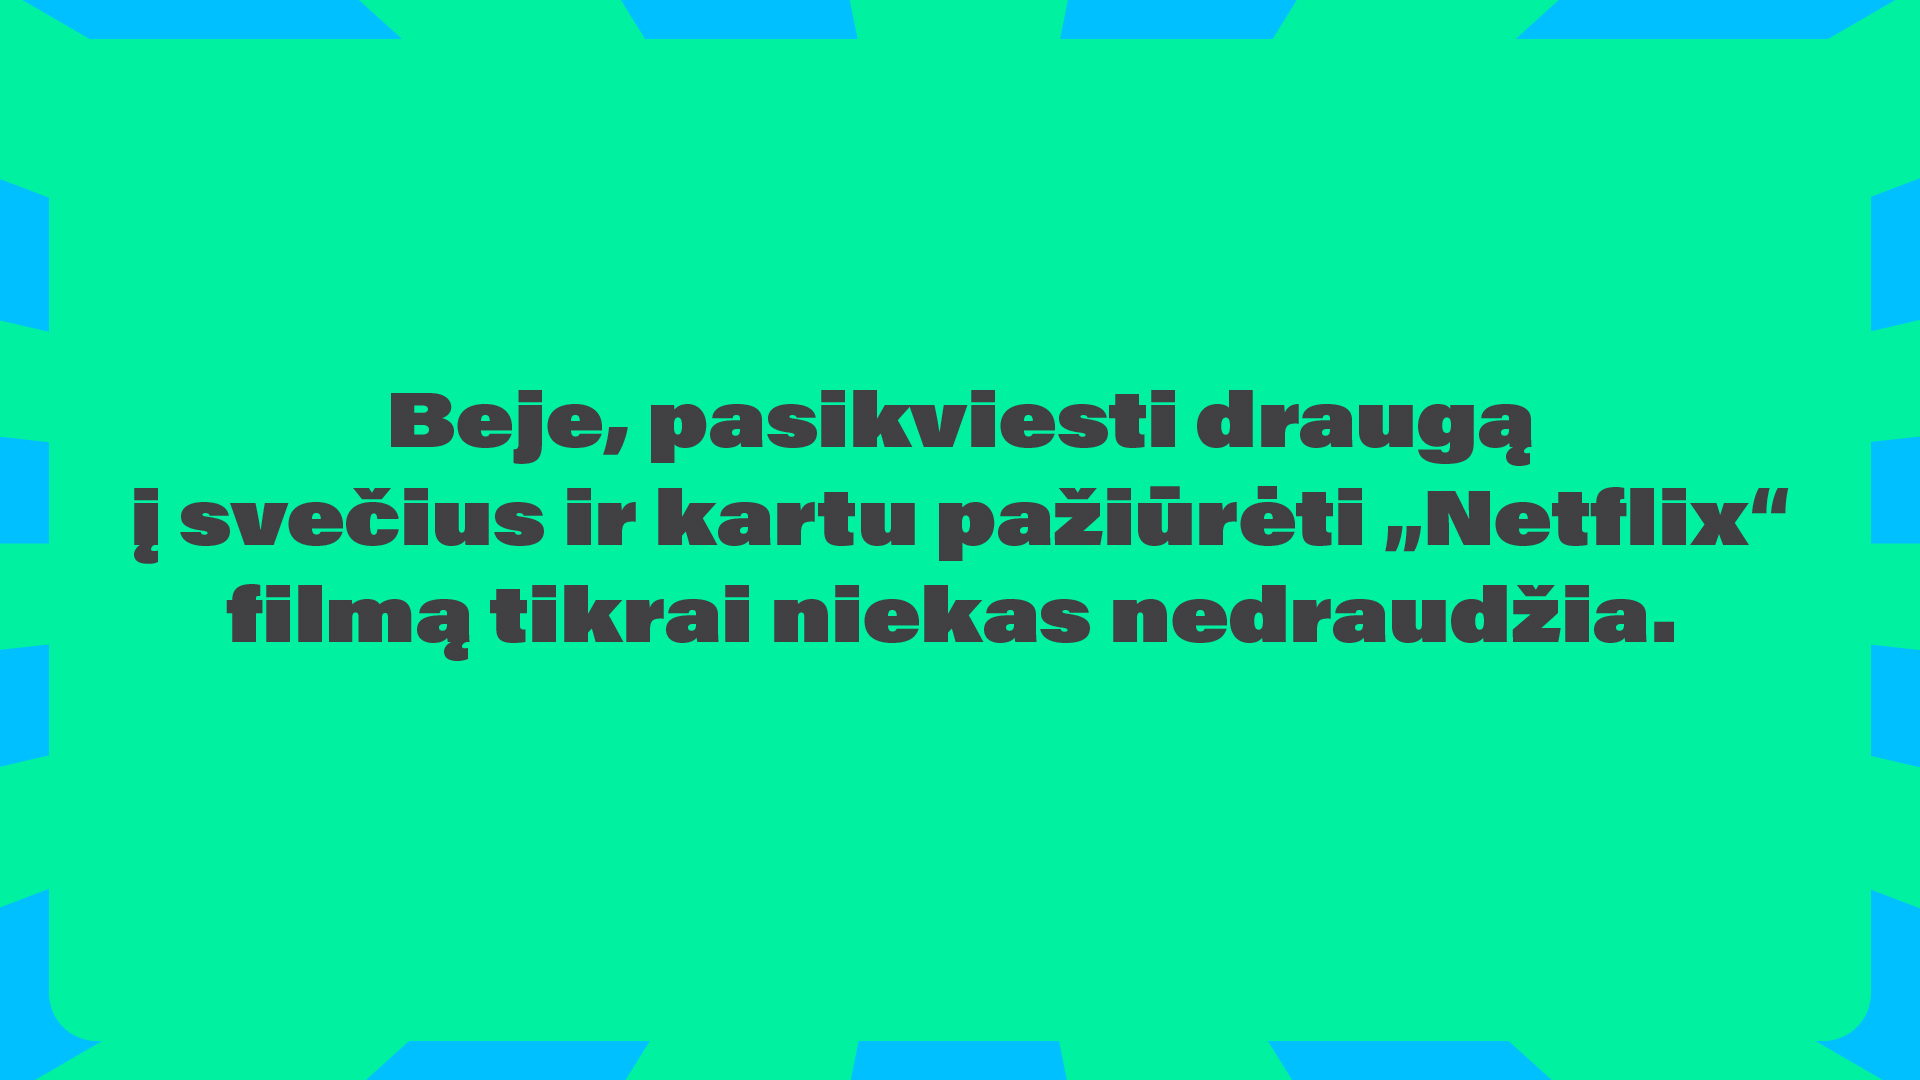 Beje, pasikviesti draugą
į svečius ir kartu pažiūrėti „Netflix“
filmą tikrai niekas nedraudžia.